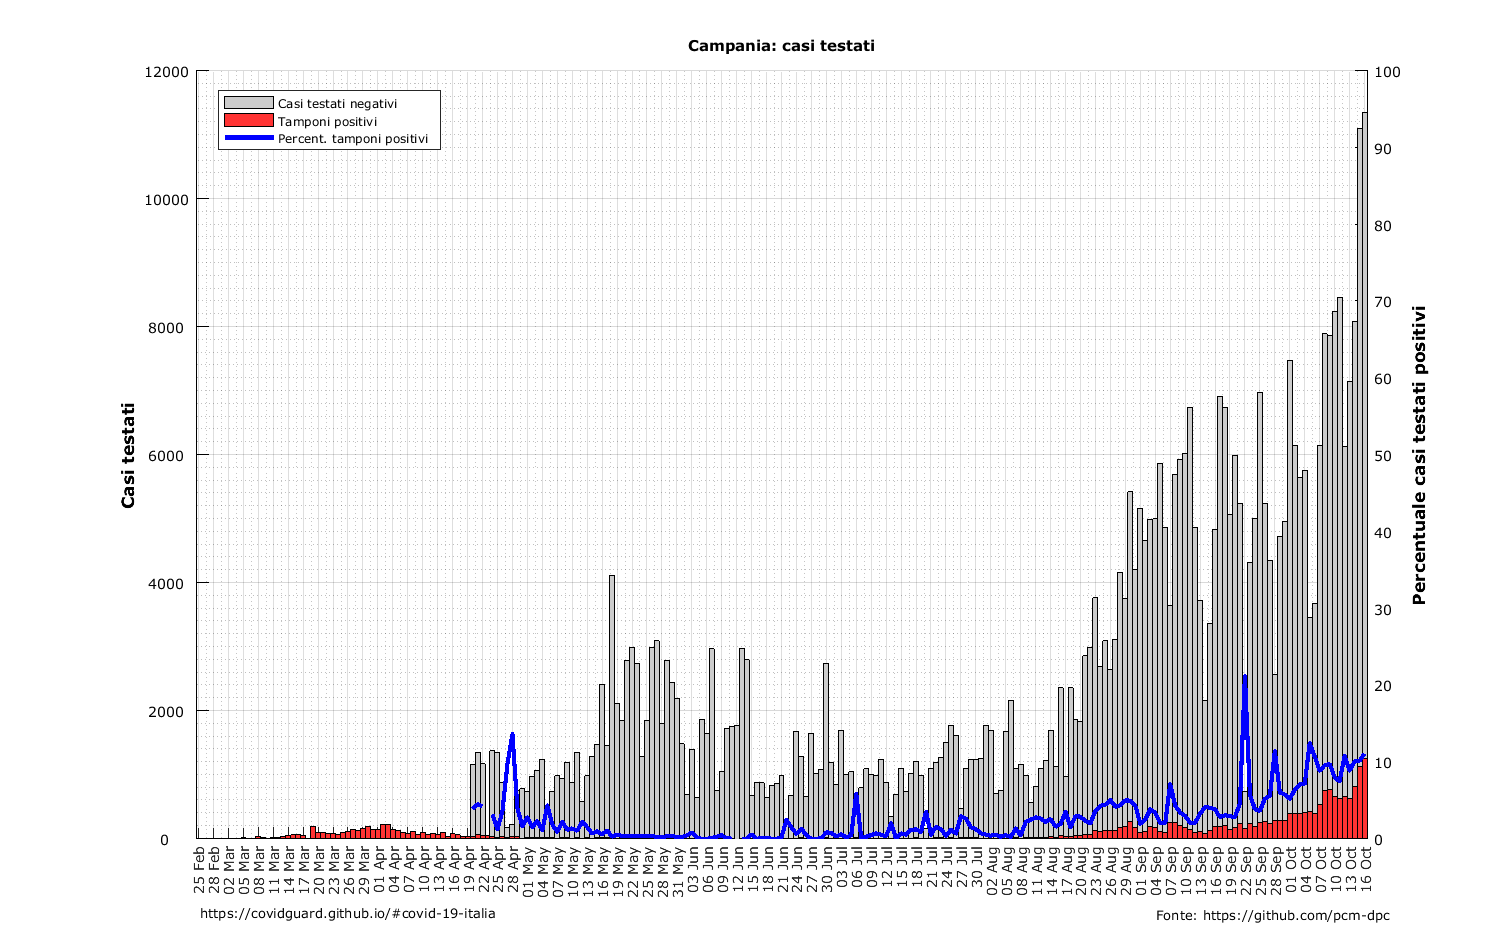 Campania: casi testati
12000
10000
8000
6000
4000
2000
0
Casi testati
Casi testati negativi
Tamponi positivi
Percent. tamponi positivi
100
90
80
70
60
50
40
30
20
10
0
Percentuale casi testati positivi
25 Feb
28 Feb
02 Mar
05 Mar
08 Mar
11 Mar
14 Mar
17 Mar
20 Mar
23 Mar
26 Mar
29 Mar
01 Apr
04 Apr
07 Apr
10 Apr
13 Apr
16 Apr
19 Apr
22 Apr
25 Apr
28 Apr
01 May
04 May
07 May
10 May
13 May
16 May
19 May
22 May
25 May
28 May
31 May
03 Jun
06 Jun
09 Jun
12 Jun
15 Jun
18 Jun
21 Jun
24 Jun
27 Jun
30 Jun
03 Jul
06 Jul
09 Jul
12 Jul
15 Jul
18 Jul
21 Jul
24 Jul
27 Jul
30 Jul
02 Aug
05 Aug
08 Aug
11 Aug
14 Aug
17 Aug
20 Aug
23 Aug
26 Aug
29 Aug
01 Sep
04 Sep
07 Sep
10 Sep
13 Sep
16 Sep
19 Sep
22 Sep
25 Sep
28 Sep
01 Oct
04 Oct
07 Oct
10 Oct
13 Oct
16 Oct
https://covidguard.github.io/#covid-19-italia
Fonte: https://github.com/pcm-dpc